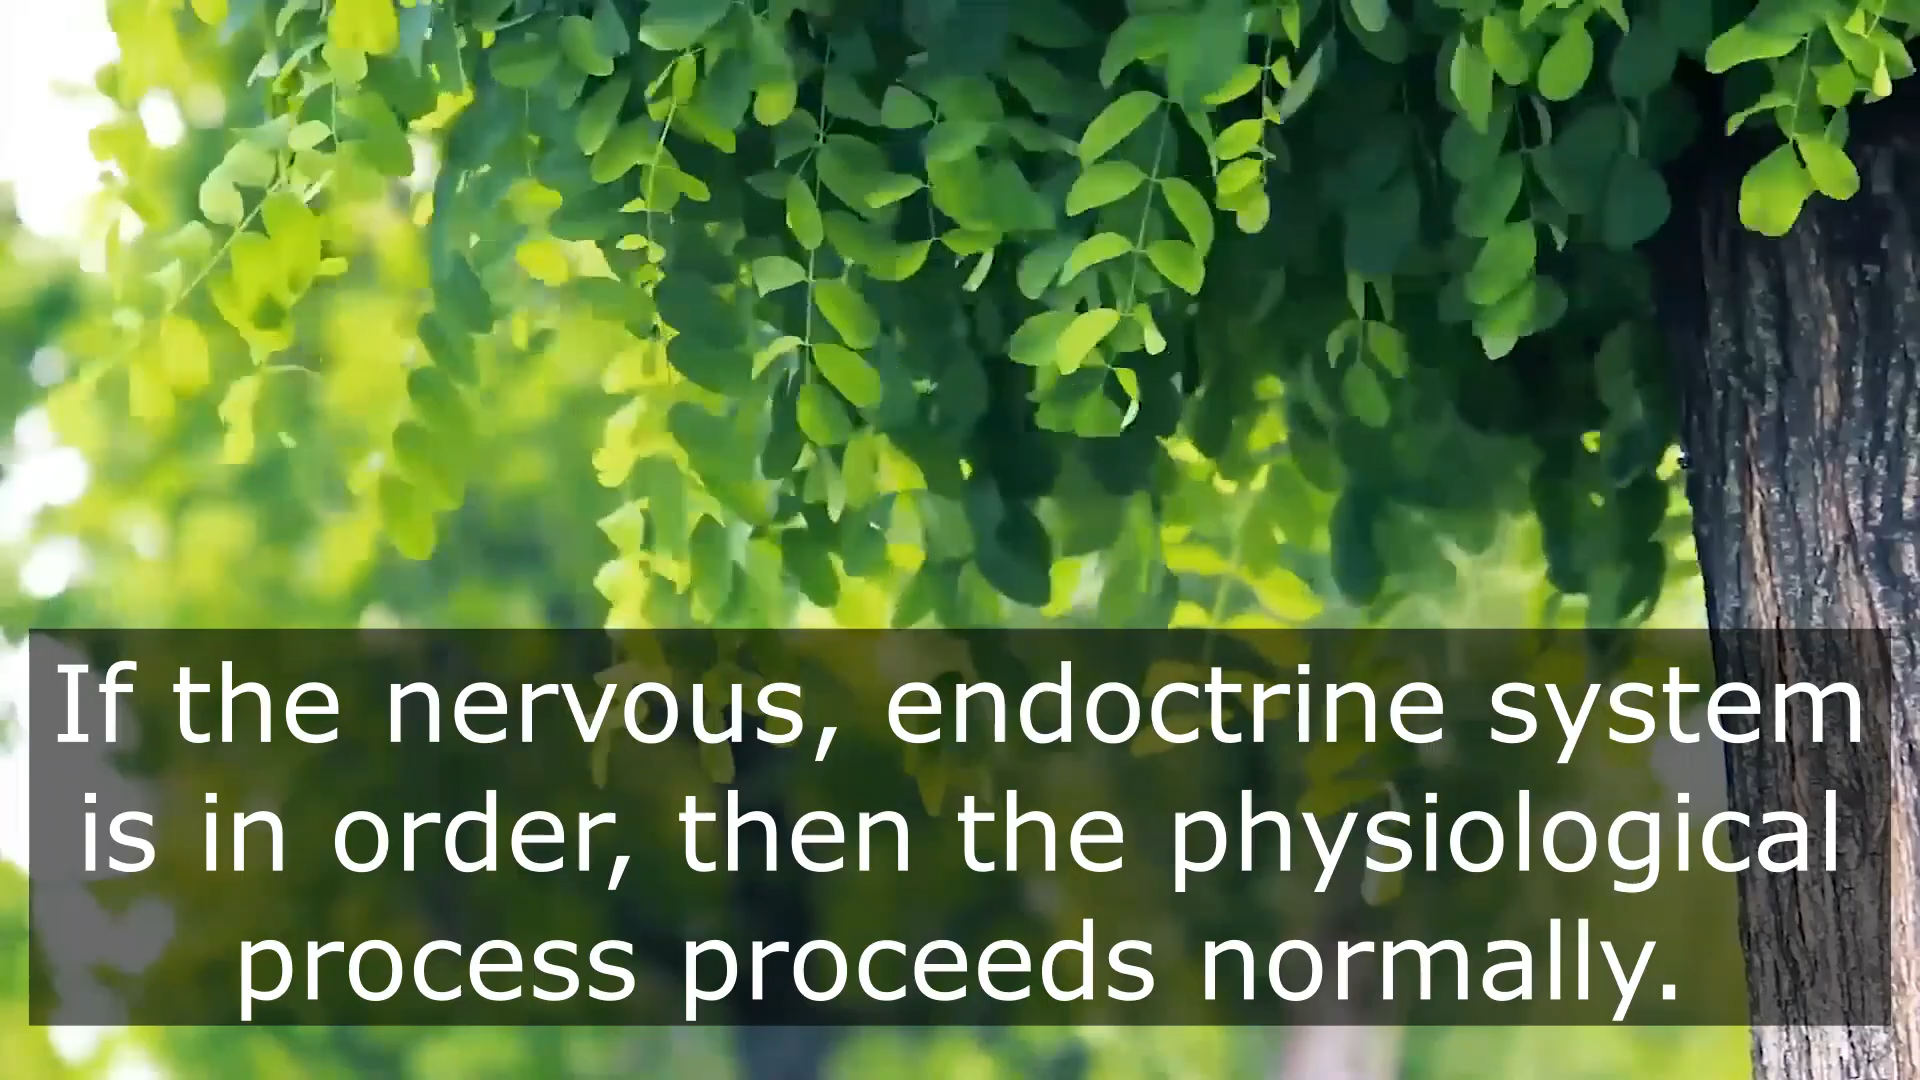 If the nervous, endoctrine system
is in order, then the physiological
process proceeds normally.